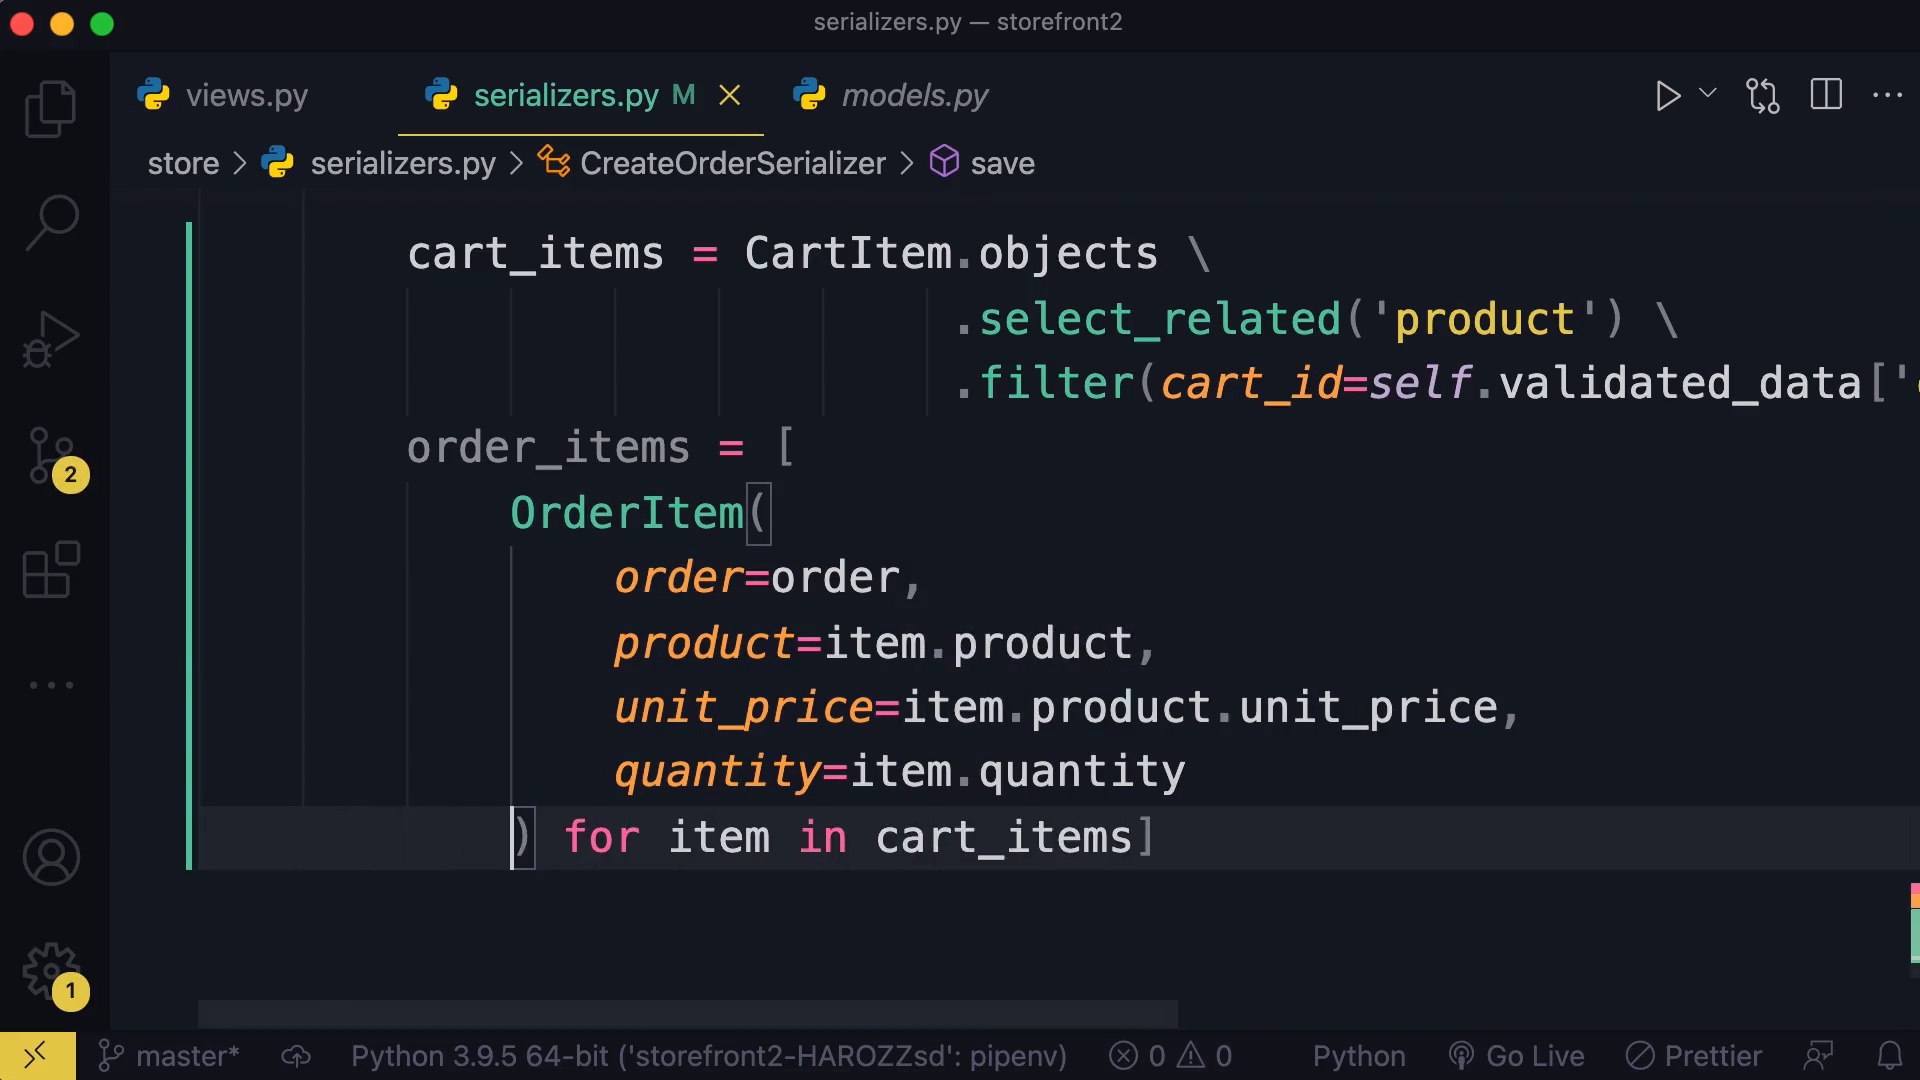 serializers.py — storefront2
views.py
serializers.py M
models.py
store > serializers.py > CreateOrderSerializer > save
cart_items = CartItem.objects \
.select_related('product') \
.filter(cart_id=self.validated_data['
order_items = [
OrderItem(
order=order,
product=item.product,
unit_price=item.product.unit_price,
quantity=item.quantity
) for item in cart_items]
2
1
master* Python 3.9.5 64-bit ('storefront2-HAROZZsd': pipenv) 0 0 Python Go Live Prettier